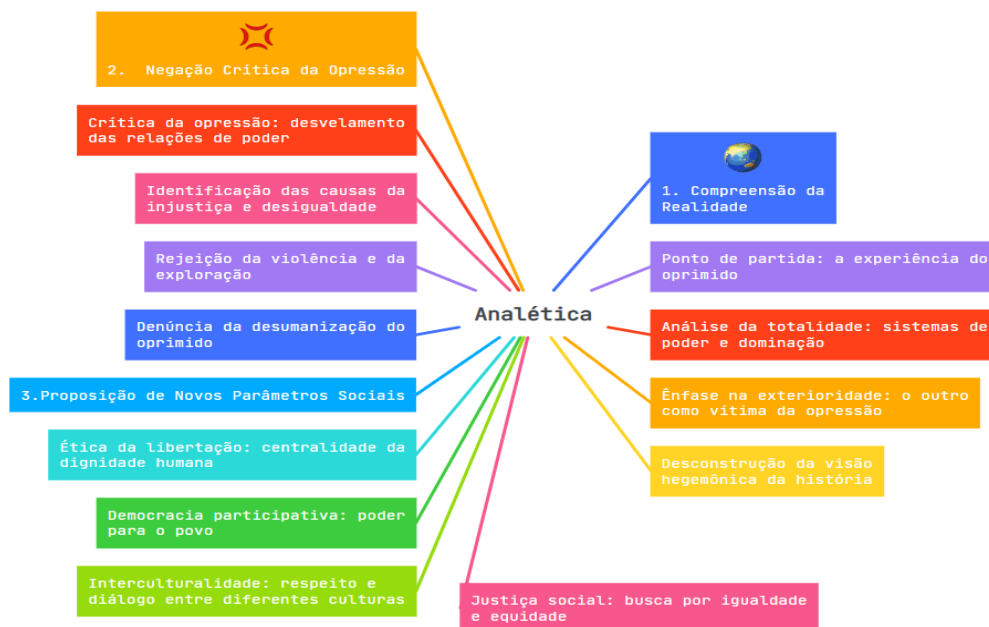 2. Negação Crítica da Opressão
Crítica da opressão: desvelamento
das relações de poder
Identificação das causas da
injustiça e desigualdade
Rejeição da violência e da
exploração
Denúncia da desumanização do
oprimido
3.Proposição de Novos Parâmetros Sociais
Ética da libertação: centralidade da
dignidade humana
Democracia participativa: poder
para o povo
Interculturalidade: respeito e
diálogo entre diferentes culturas
Analética
1. Compreensão da
Realidade
Ponto de partida: a experiência do
oprimido
Análise da totalidade: sistemas de
poder e dominação
Ênfase na exterioridade: o outro
como vítima da opressão
Desconstrução da visão
hegemônica da história
Justiça social: busca por igualdade
e equidade